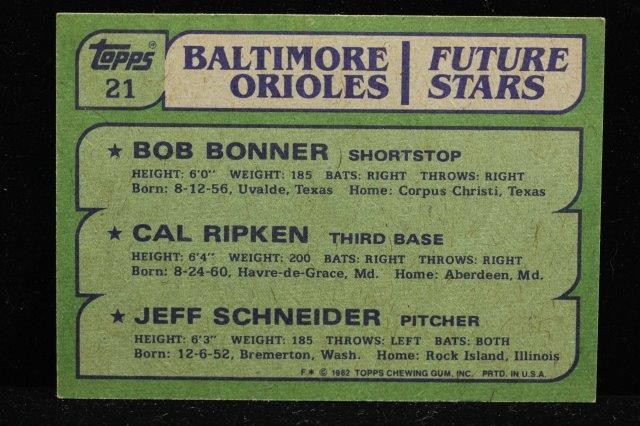 Topps®
21
BALTIMORE ORIOLES | FUTURE STARS
★ BOB BONNER SHORTSTOP
HEIGHT: 6'0" WEIGHT: 185 BATS: RIGHT THROWS: RIGHT
Born: 8-12-56, Uvalde, Texas Home: Corpus Christi, Texas
★ CAL RIPKEN THIRD BASE
HEIGHT: 6'4" WEIGHT: 200 BATS: RIGHT THROWS: RIGHT
Born: 8-24-60, Havre-de-Grace, Md. Home: Aberdeen, Md.
★ JEFF SCHNEIDER PITCHER
HEIGHT: 6'3" WEIGHT: 185 THROWS: LEFT BATS: BOTH
Born: 12-6-52, Bremerton, Wash. Home: Rock Island, Illinois
F* © 1982 TOPPS CHEWING GUM, INC. PRTD. IN U.S.A.